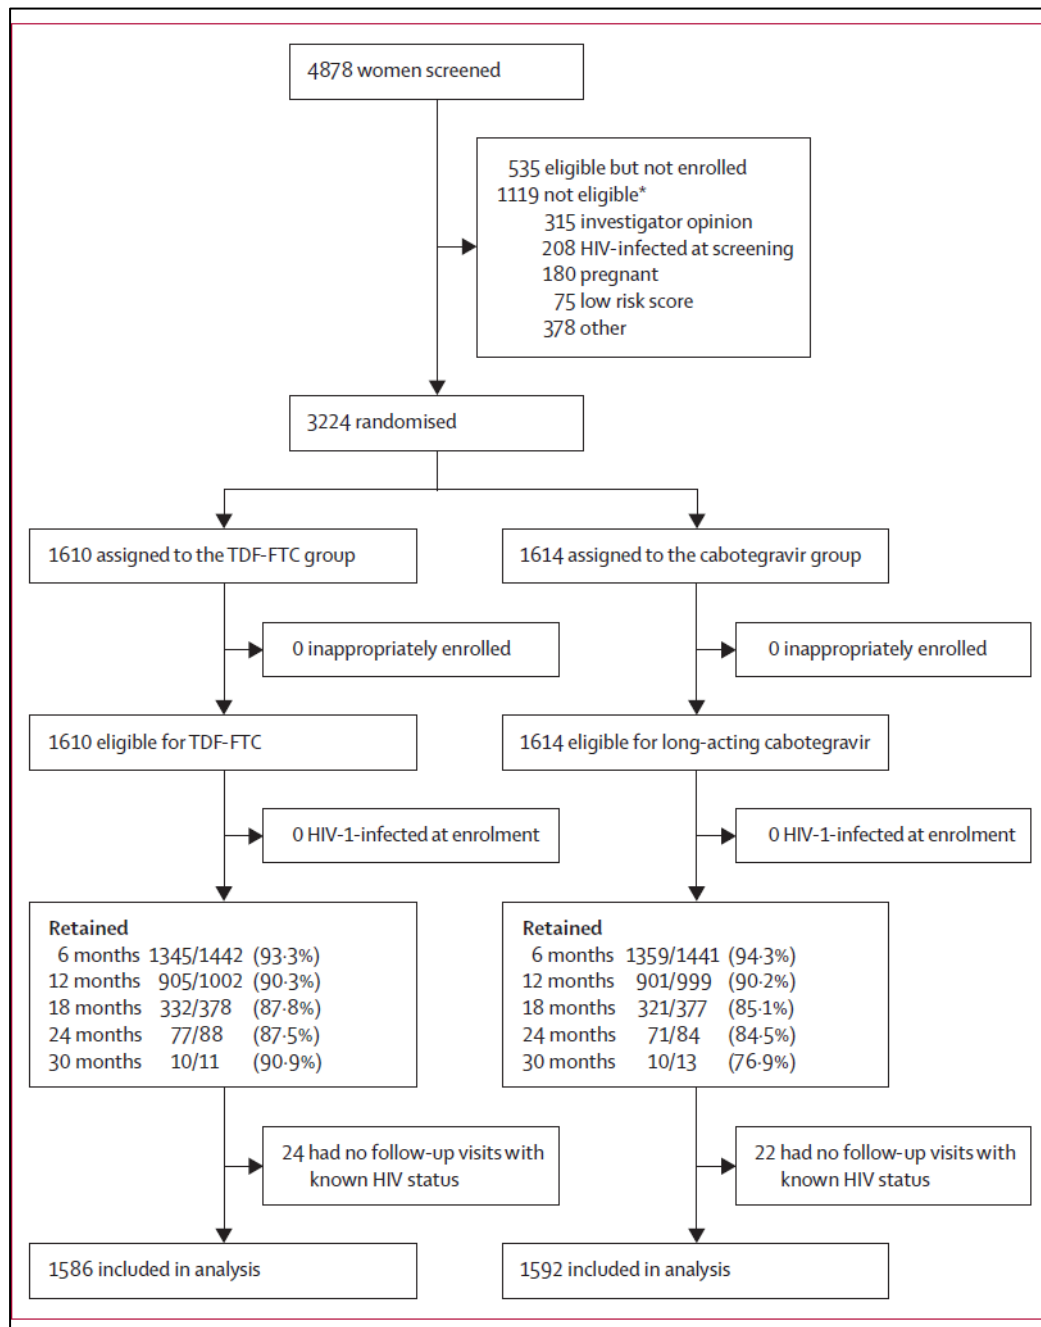 4878 women screened
535 eligible but not enrolled
1119 not eligible*
315 investigator opinion
208 HIV-infected at screening
180 pregnant
75 low risk score
378 other
3224 randomised
1610 assigned to the TDF-FTC group
1614 assigned to the cabotegravir group
0 inappropriately enrolled
0 inappropriately enrolled
1610 eligible for TDF-FTC
1614 eligible for long-acting cabotegravir
0 HIV-1-infected at enrolment
0 HIV-1-infected at enrolment
Retained
6 months 1345/1442 (93·3%)
12 months 905/1002 (90·3%)
18 months 332/378 (87·8%)
24 months 77/88 (87·5%)
30 months 10/11 (90·9%)
Retained
6 months 1359/1441 (94·3%)
12 months 901/999 (90·2%)
18 months 321/377 (85·1%)
24 months 71/84 (84·5%)
30 months 10/13 (76·9%)
24 had no follow-up visits with
known HIV status
22 had no follow-up visits with
known HIV status
1586 included in analysis
1592 included in analysis